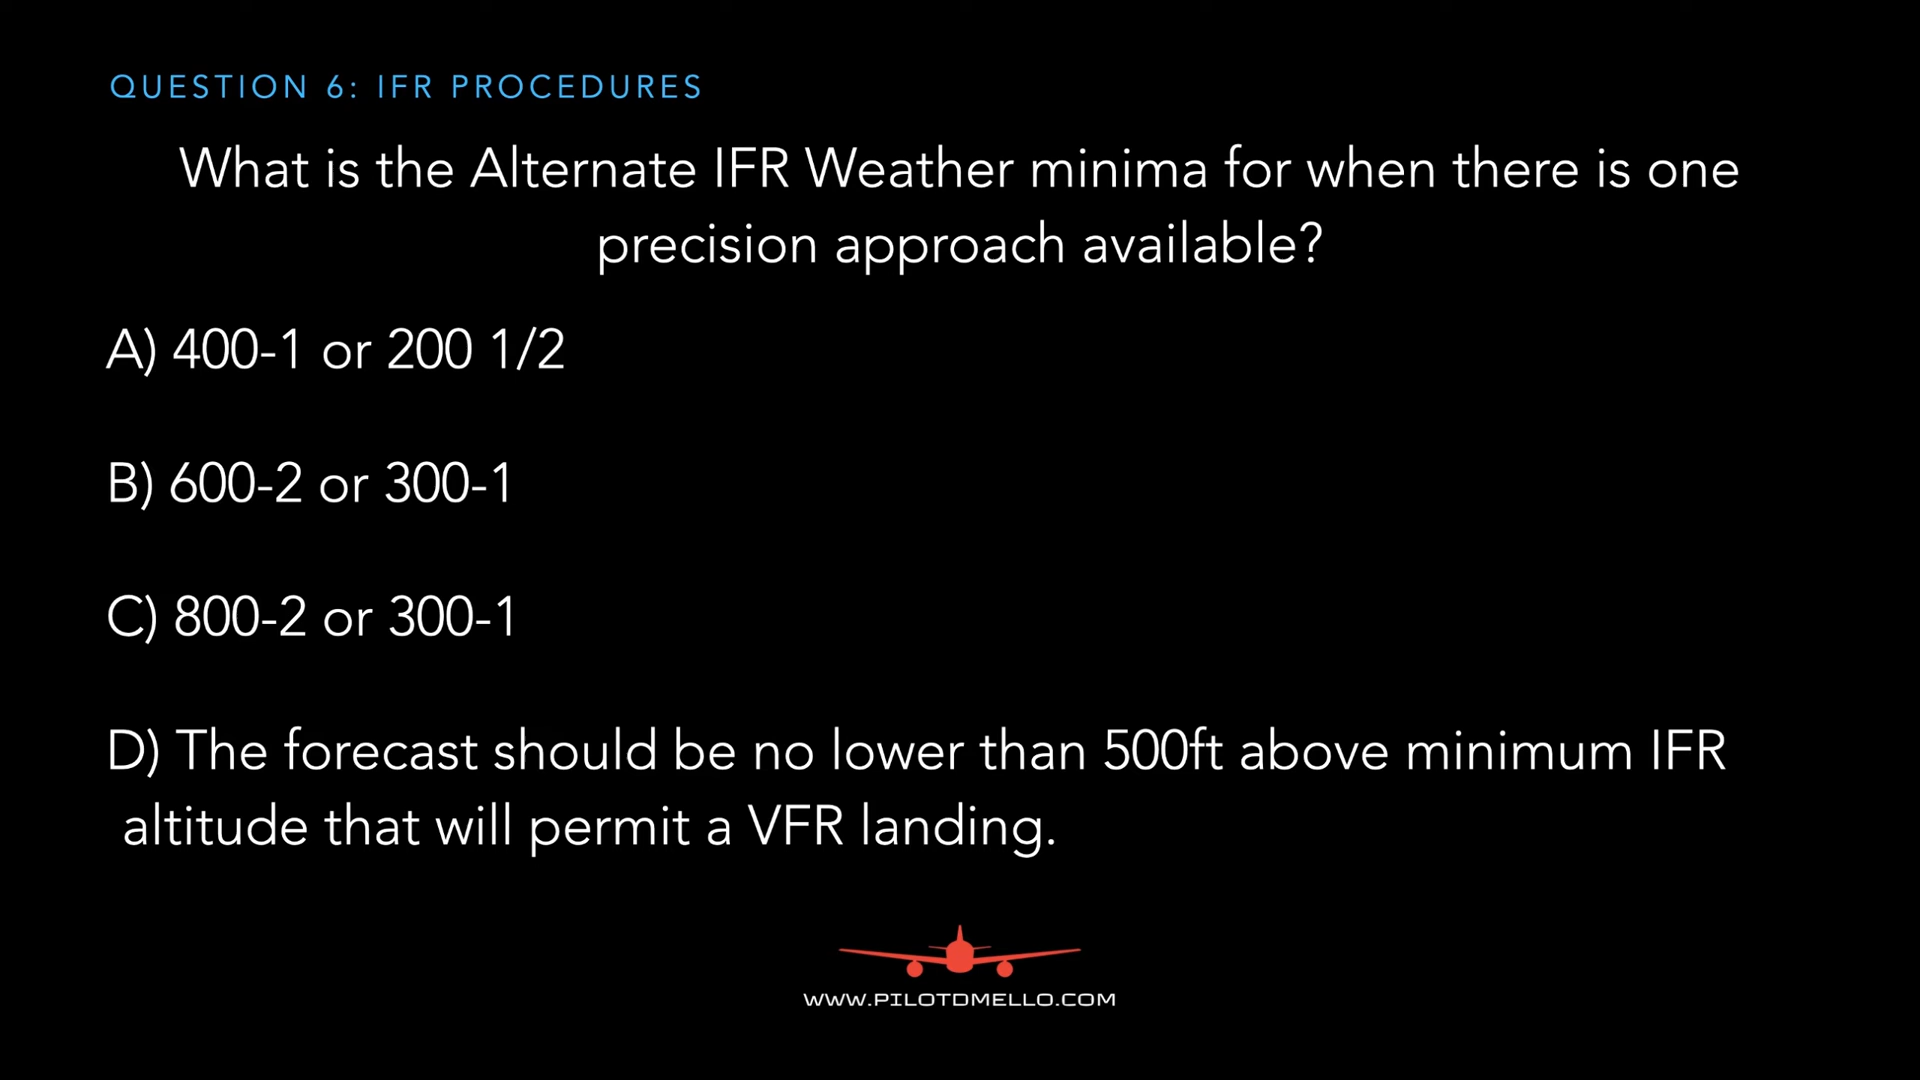 QUESTION 6: IFR PROCEDURES
What is the Alternate IFR Weather minima for when there is one
precision approach available?
A) 400-1 or 200 1/2
B) 600-2 or 300-1
C) 800-2 or 300-1
D) The forecast should be no lower than 500ft above minimum IFR
altitude that will permit a VFR landing.
WWW.PILOTDMELLO.COM